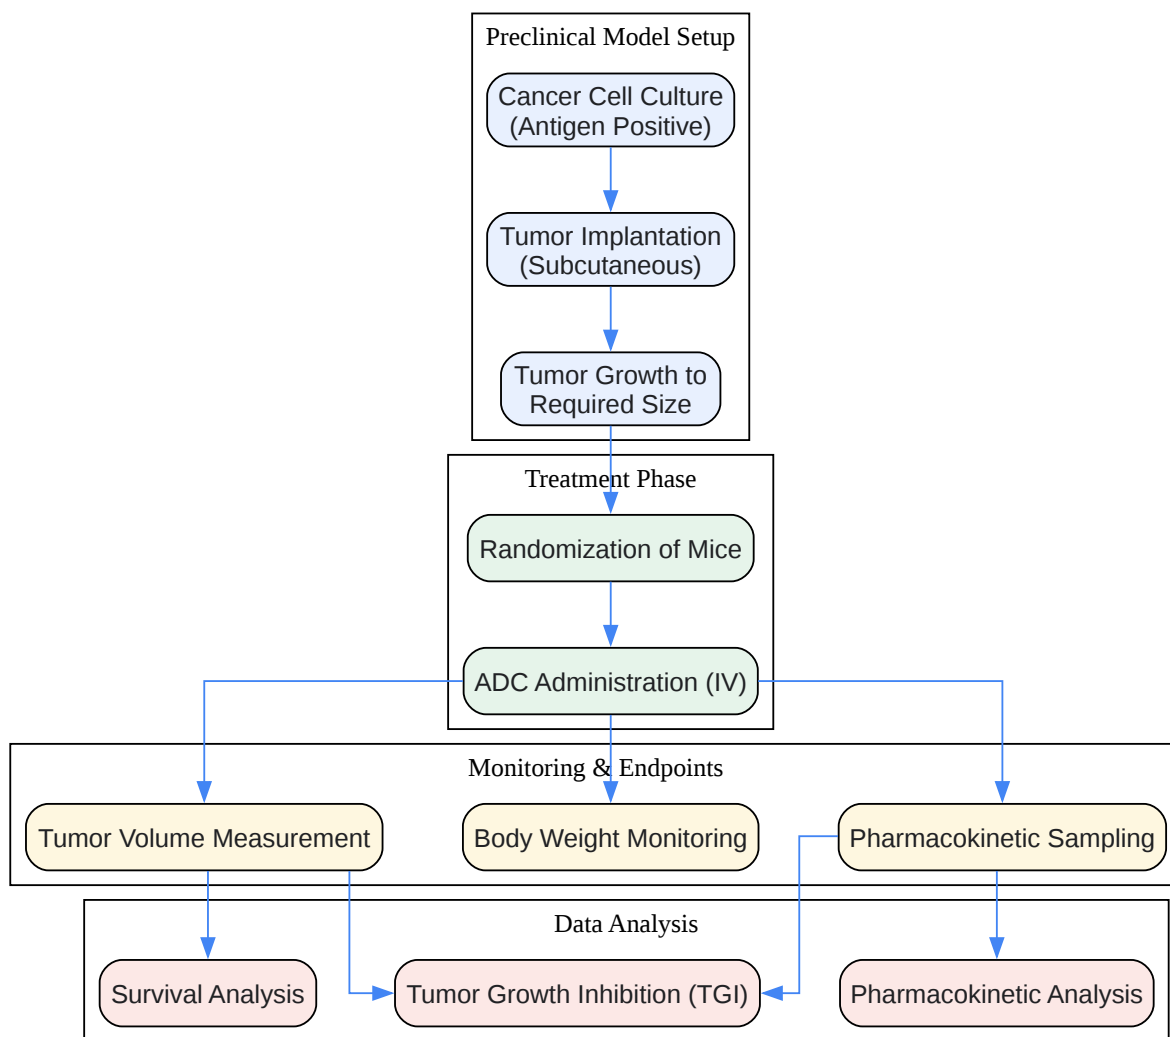 Preclinical Model Setup
Cancer Cell Culture
(Antigen Positive)
Tumor Implantation
(Subcutaneous)
Tumor Growth to
Required Size
Treatment Phase
Randomization of Mice
ADC Administration (IV)
Monitoring & Endpoints
Tumor Volume Measurement
Body Weight Monitoring
Pharmacokinetic Sampling
Data Analysis
Survival Analysis
Tumor Growth Inhibition (TGI)
Pharmacokinetic Analysis